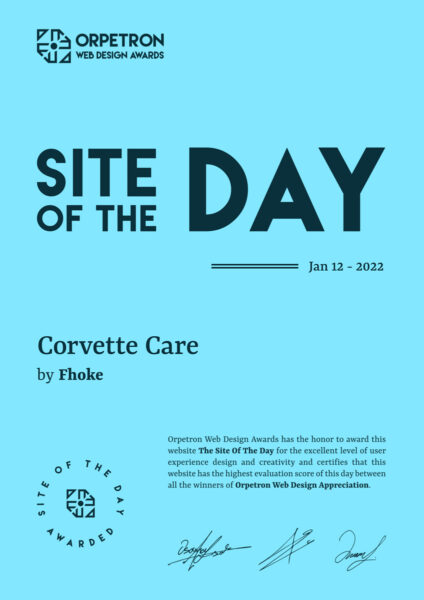 ORPETRON
WEB DESIGN AWARDS
SITE
OF THE
DAY
Jan 12 - 2022
Corvette Care
by Fhoke
Orpetron Web Design Awards has the honor to award this
website The Site Of The Day for the excellent level of user
experience design and creativity and certifies that this
website has the highest evaluation score of this day between
all the winners of Orpetron Web Design Appreciation.
SITE OF THE DAY
AWARDED